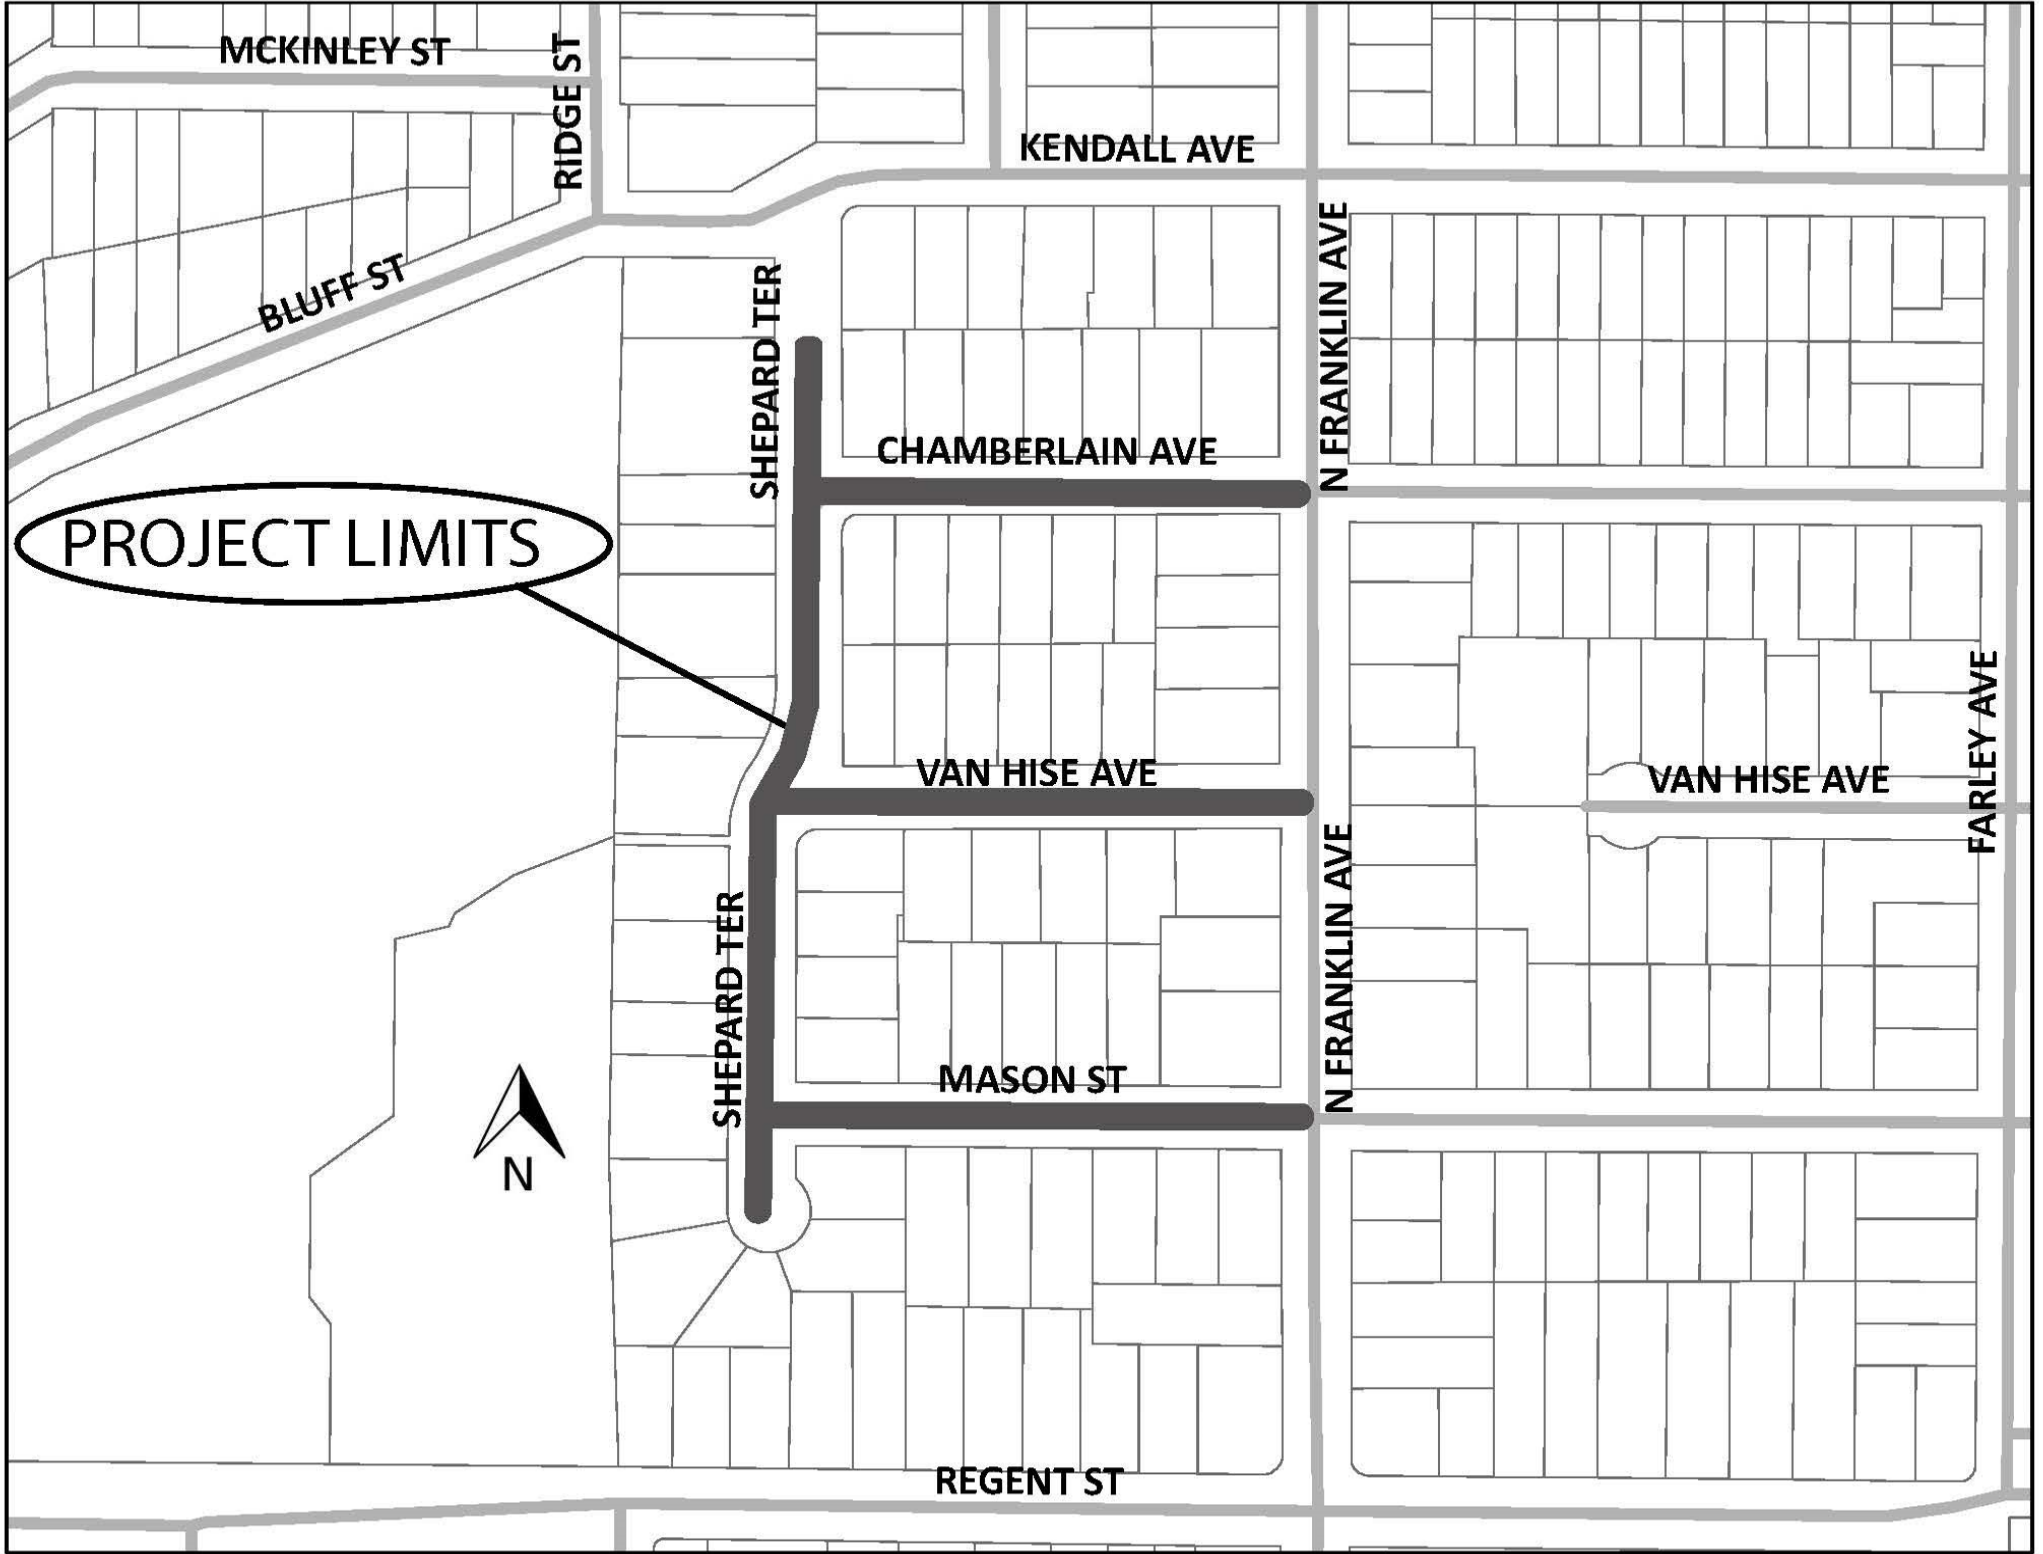 MCKINLEY ST
RIDGE ST
KENDALL AVE
BLUFF ST
SHEPARD TER
N FRANKLIN AVE
CHAMBERLAIN AVE
PROJECT LIMITS
VAN HISE AVE
VAN HISE AVE
FARLEY AVE
SHEPARD TER
N FRANKLIN AVE
MASON ST
N
REGENT ST